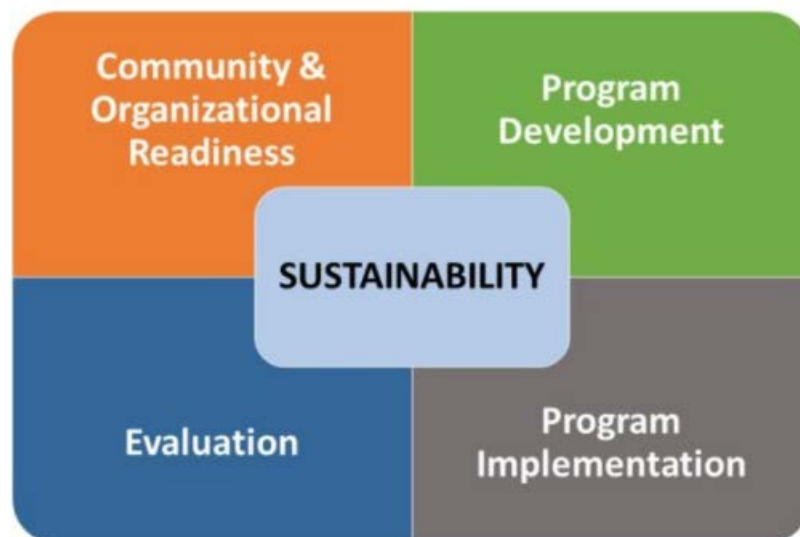 Community &
Organizational
Readiness
Program
Development
SUSTAINABILITY
Evaluation
Program
Implementation